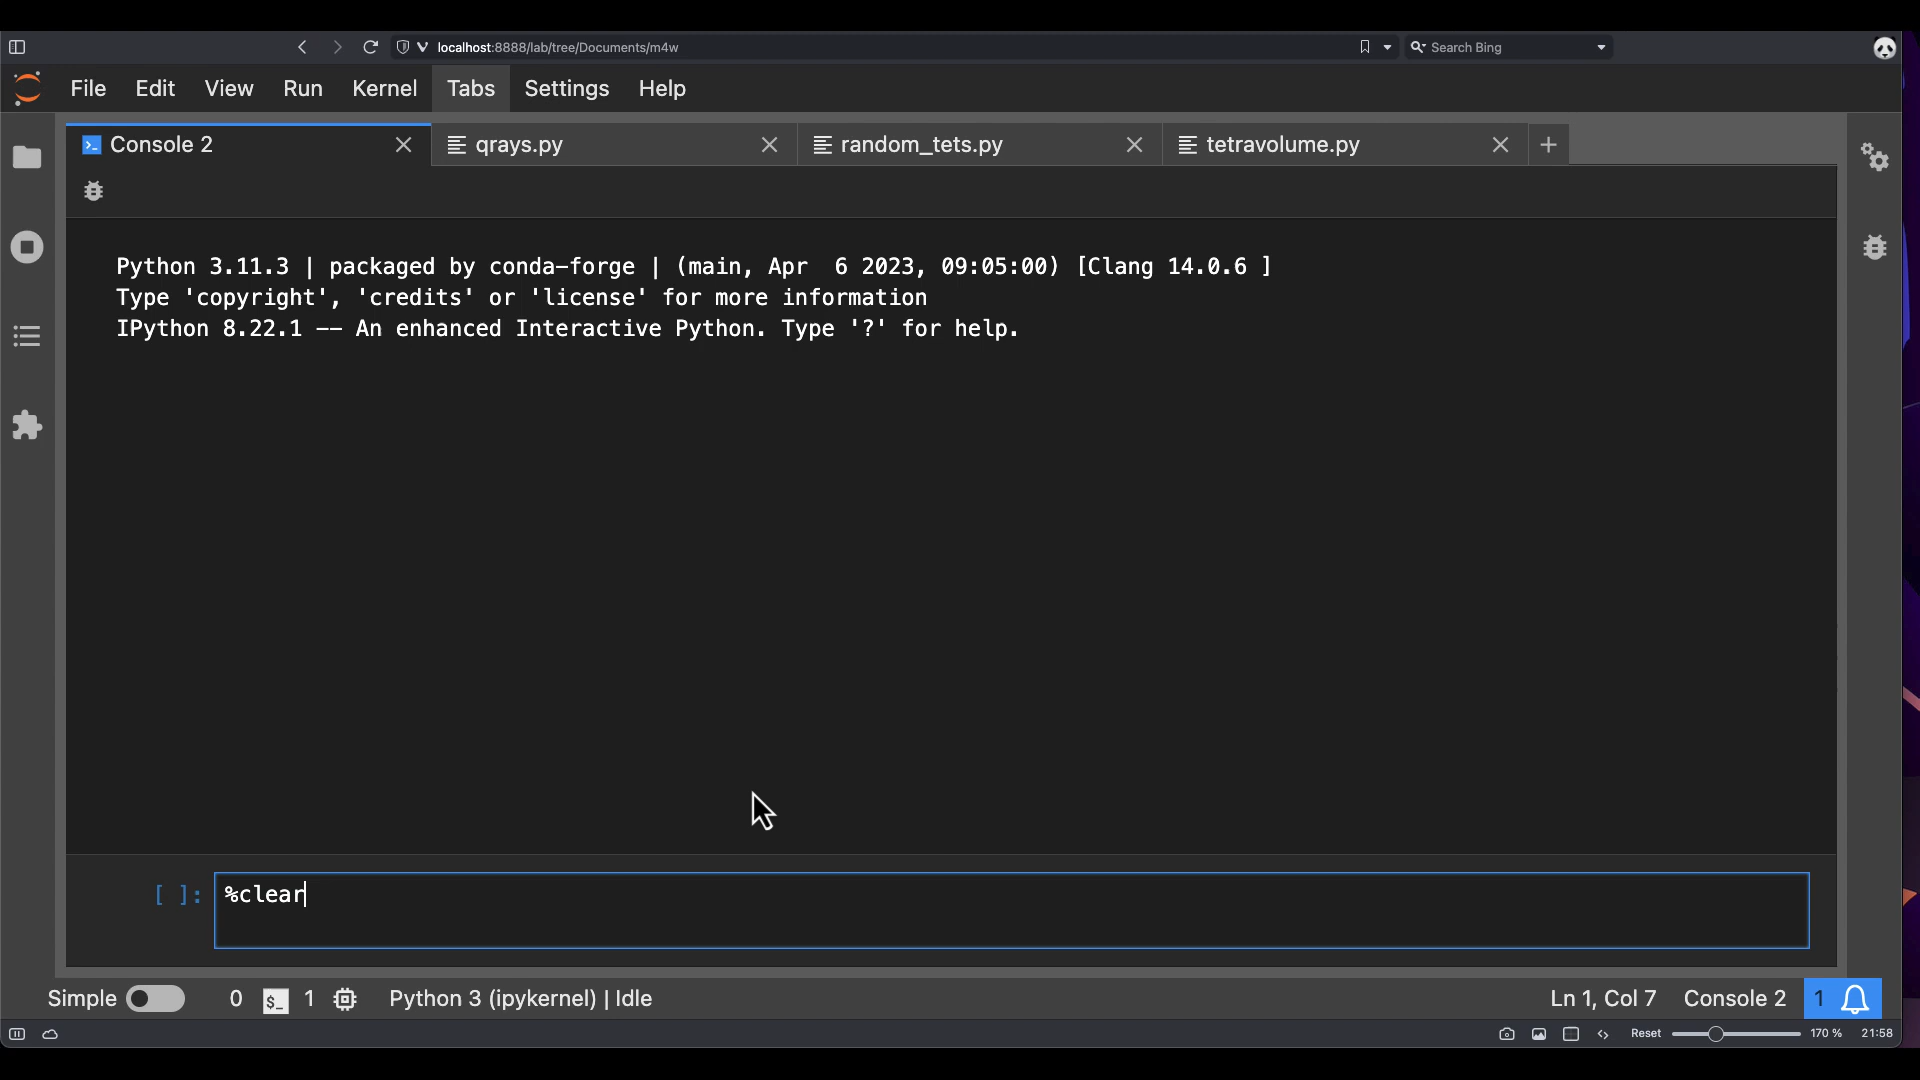 localhost:8888/lab/tree/Documents/m4w
Search Bing
File Edit View Run Kernel Tabs Settings Help
Console 2
qrays.py
random_tets.py
tetravolume.py
Python 3.11.3 | packaged by conda-forge | (main, Apr  6 2023, 09:05:00) [Clang 14.0.6 ]
Type 'copyright', 'credits' or 'license' for more information
IPython 8.22.1 -- An enhanced Interactive Python. Type '?' for help.
[ ]: %clear
Simple 0 $_ 1 Python 3 (ipykernel) | Idle Ln 1, Col 7 Console 2 1
Reset 170 % 21:58